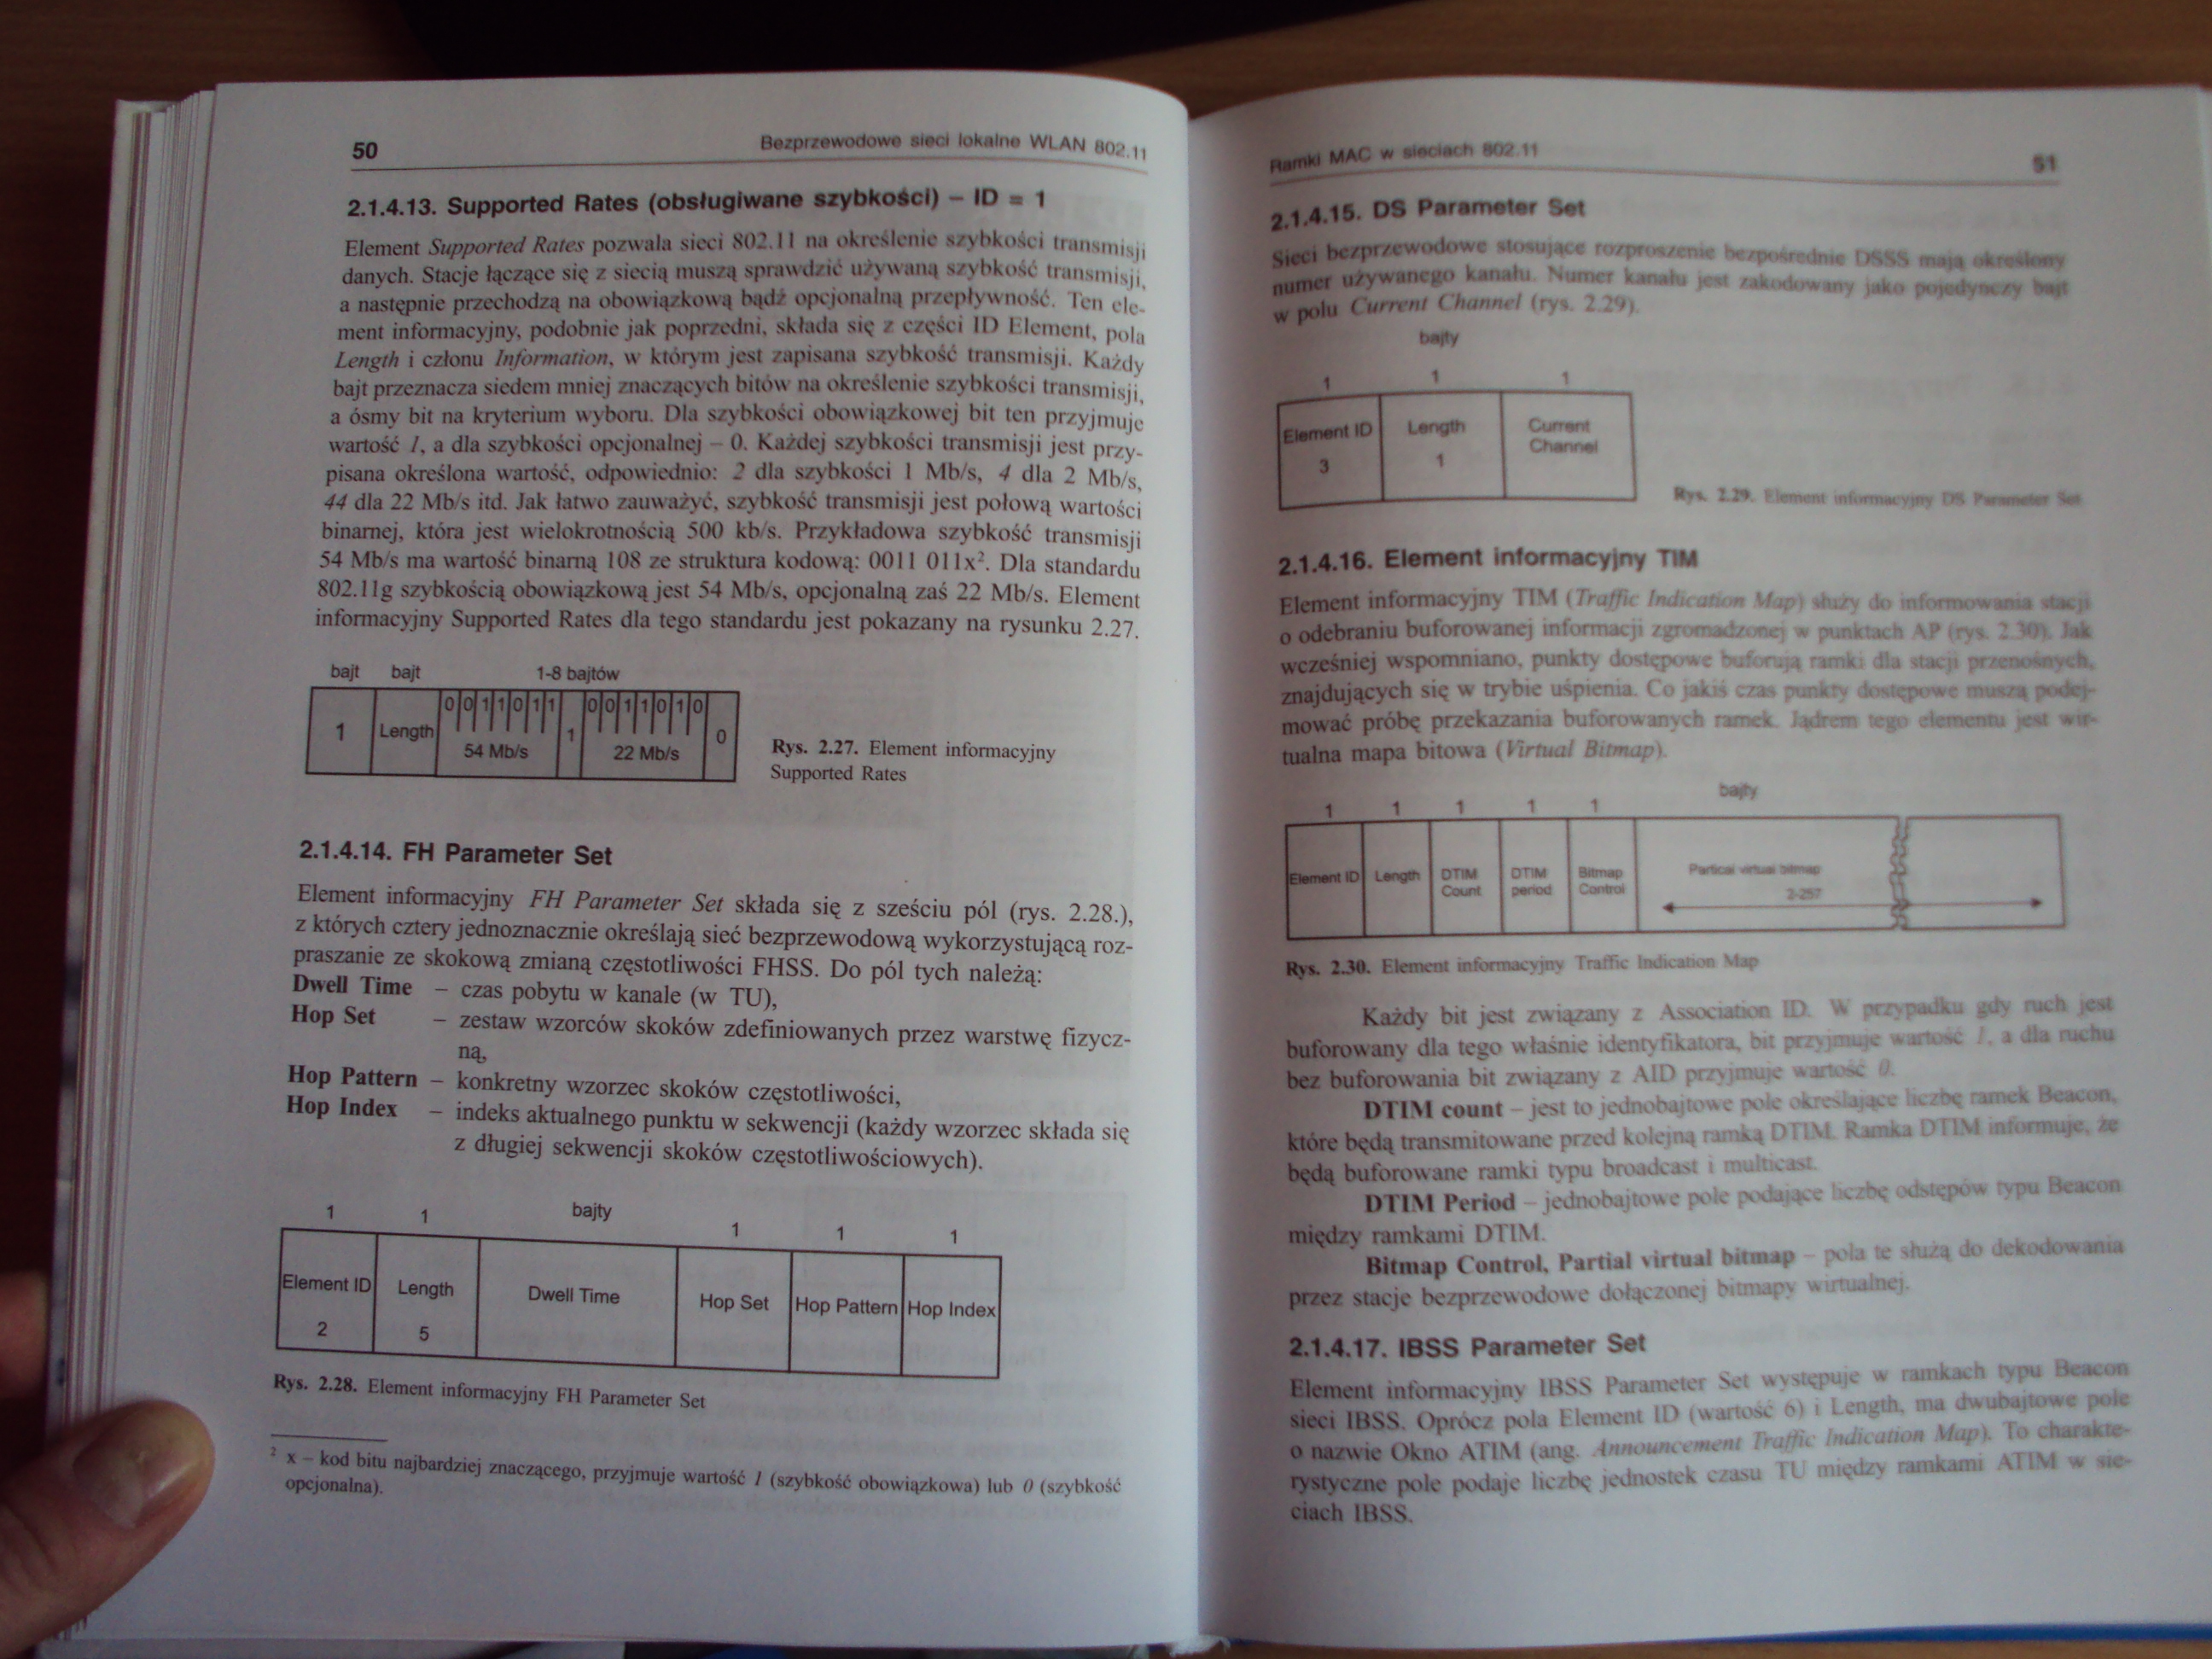 50
Bezprzewodowe sieci lokalne WLAN 802.11
2.1.4.13. Supported Rates (obsługiwane szybkości) – ID = 1
Element Supported Rates pozwala sieci 802.11 na określenie szybkości transmisji
danych. Stacje łączące się z siecią muszą sprawdzić używaną szybkość transmisji,
a następnie przechodzą na obowiązkową bądź opcjonalną przepływność. Ten ele-
ment informacyjny, podobnie jak poprzedni, składa się z części ID Element, pola
Length i członu Information, w którym jest zapisana szybkość transmisji. Każdy
bajt przeznacza siedem mniej znaczących bitów na określenie szybkości transmisji,
a ósmy bit na kryterium wyboru. Dla szybkości obowiązkowej bit ten przyjmuje
wartość 1, a dla szybkości opcjonalnej – 0. Każdej szybkości transmisji jest przy-
pisana określona wartość, odpowiednio: 2 dla szybkości 1 Mb/s, 4 dla 2 Mb/s,
44 dla 22 Mb/s itd. Jak łatwo zauważyć, szybkość transmisji jest połową wartości
binarnej, która jest wielokrotnością 500 kb/s. Przykładowa szybkość transmisji
54 Mb/s ma wartość binarną 108 ze struktura kodową: 0011 011x². Dla standardu
802.11g szybkością obowiązkową jest 54 Mb/s, opcjonalną zaś 22 Mb/s. Element
informacyjny Supported Rates dla tego standardu jest pokazany na rysunku 2.27.
bajt bajt 1-8 bajtów
0 0 1 1 0 1 1 0 0 1 1 0 1 0
1 Length 54 Mb/s 1 22 Mb/s 0
Rys. 2.27. Element informacyjny
Supported Rates
2.1.4.14. FH Parameter Set
Element informacyjny FH Parameter Set składa się z sześciu pól (rys. 2.28.),
z których cztery jednoznacznie określają sieć bezprzewodową wykorzystującą roz-
praszanie ze skokową zmianą częstotliwości FHSS. Do pól tych należą:
Dwell Time – czas pobytu w kanale (w TU),
Hop Set – zestaw wzorców skoków zdefiniowanych przez warstwę fizycz-
ną,
Hop Pattern – konkretny wzorzec skoków częstotliwości,
Hop Index – indeks aktualnego punktu w sekwencji (każdy wzorzec składa się
z długiej sekwencji skoków częstotliwościowych).
1 1 bajty 1 1 1
Element ID Length Dwell Time Hop Set Hop Pattern Hop Index
2 5
Rys. 2.28. Element informacyjny FH Parameter Set
² x – kod bitu najbardziej znaczącego, przyjmuje wartość 1 (szybkość obowiązkowa) lub 0 (szybkość
opcjonalna).
Ramki MAC w sieciach 802.11
51
2.1.4.15. DS Parameter Set
Sieci bezprzewodowe stosujące rozproszenie bezpośrednie DSSS mają określony
numer używanego kanału. Numer kanału jest zakodowany jako pojedynczy bajt
w polu Current Channel (rys. 2.29).
bajty
1 1 1
Element ID Length Current
Channel
3 1
Rys. 2.29. Element informacyjny DS Parameter Set
2.1.4.16. Element informacyjny TIM
Element informacyjny TIM (Traffic Indication Map) służy do informowania stacji
o odebraniu buforowanej informacji zgromadzonej w punktach AP (rys. 2.30). Jak
wcześniej wspomniano, punkty dostępowe buforują ramki dla stacji przenośnych,
znajdujących się w trybie uśpienia. Co jakiś czas punkty dostępowe muszą podej-
mować próbę przekazania buforowanych ramek. Jądrem tego elementu jest wir-
tualna mapa bitowa (Virtual Bitmap).
bajty
1 1 1 1 1
Element ID Length DTIM
Count DTIM
period Bitmap
Control Partical virtual bitmap
2-257
Rys. 2.30. Element informacyjny Traffic Indication Map
Każdy bit jest związany z Association ID. W przypadku gdy ruch jest
buforowany dla tego właśnie identyfikatora, bit przyjmuje wartość 1, a dla ruchu
bez buforowania bit związany z AID przyjmuje wartość 0.
DTIM count – jest to jednobajtowe pole określające liczbę ramek Beacon,
które będą transmitowane przed kolejną ramką DTIM. Ramka DTIM informuje, że
będą buforowane ramki typu broadcast i multicast.
DTIM Period – jednobajtowe pole podające liczbę odstępów typu Beacon
między ramkami DTIM.
Bitmap Control, Partial virtual bitmap – pola te służą do dekodowania
przez stacje bezprzewodowe dołączonej bitmapy wirtualnej.
2.1.4.17. IBSS Parameter Set
Element informacyjny IBSS Parameter Set występuje w ramkach typu Beacon
sieci IBSS. Oprócz pola Element ID (wartość 6) i Length, ma dwubajtowe pole
o nazwie Okno ATIM (ang. Announcement Traffic Indication Map). To charakte-
rystyczne pole podaje liczbę jednostek czasu TU między ramkami ATIM w sie-
ciach IBSS.